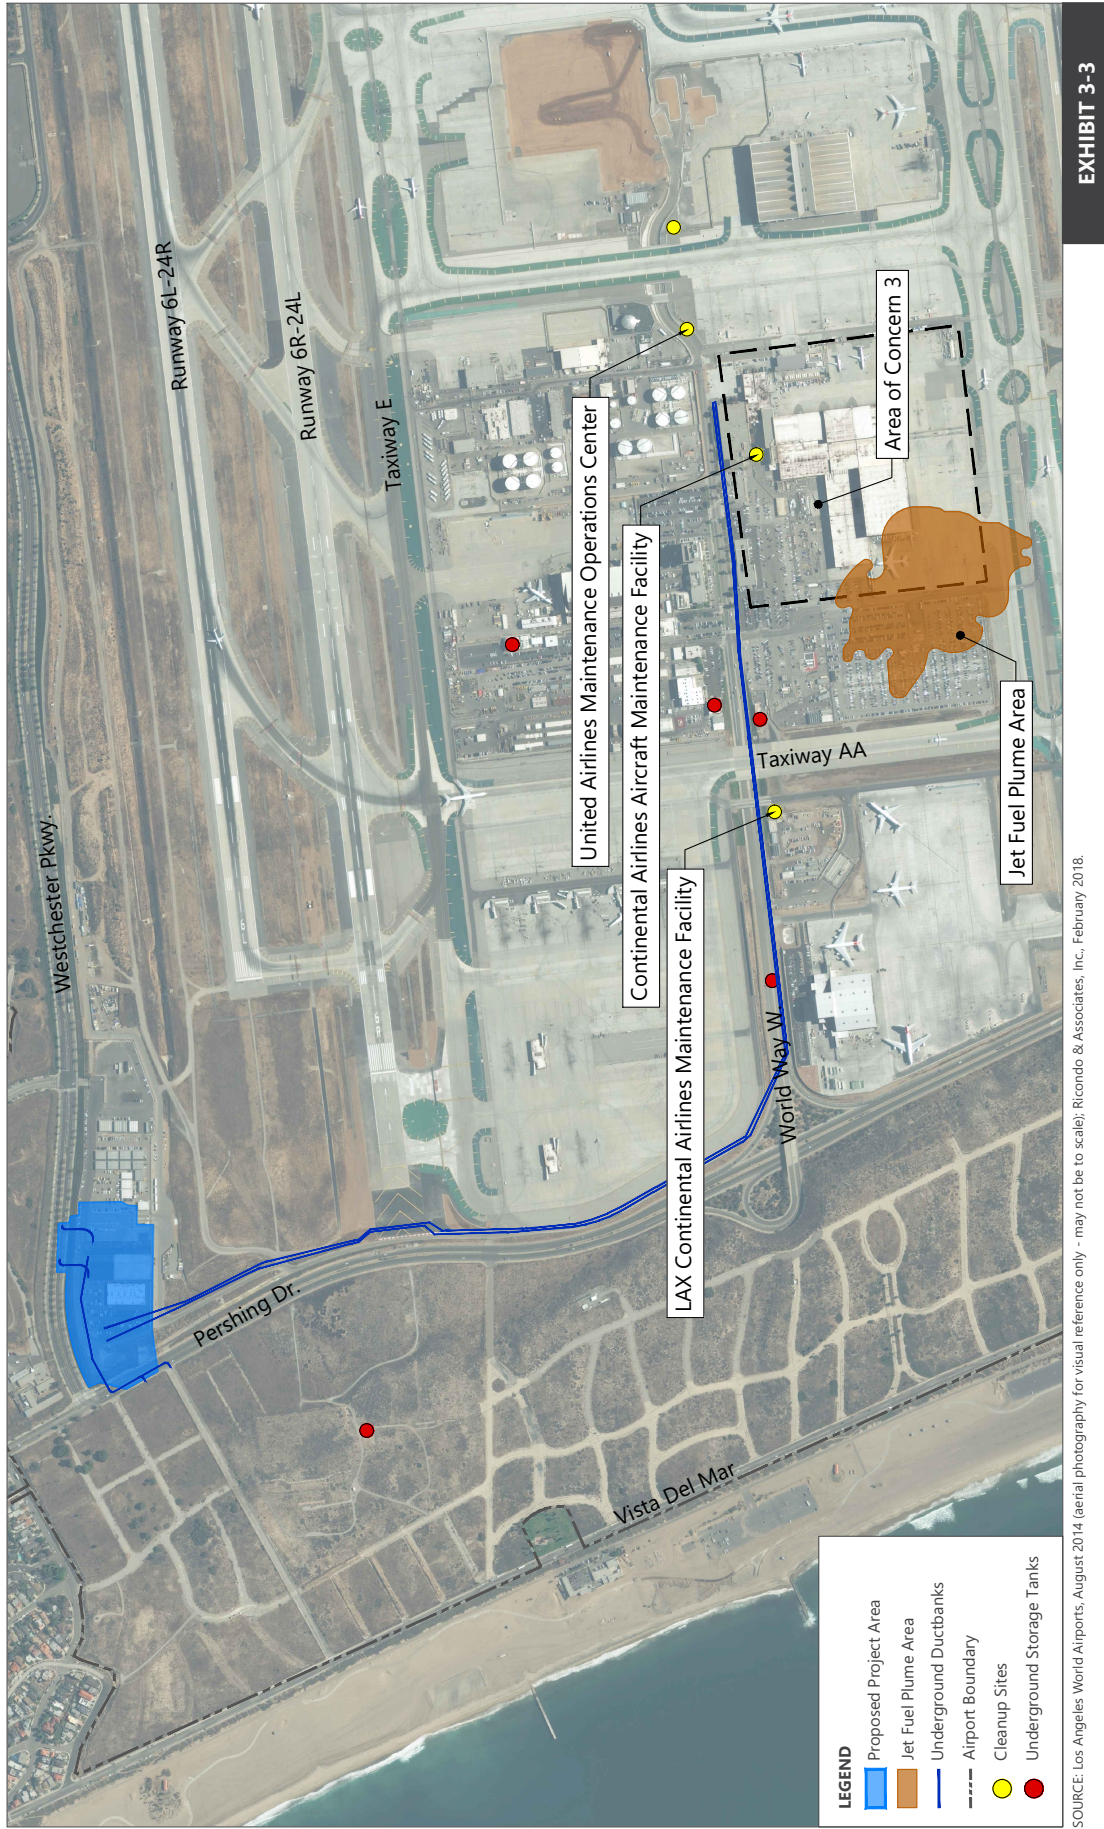 EXHIBIT 3-3
Westchester Pkwy.
Runway 6L-24R
Runway 6R-24L
Taxiway E
Pershing Dr.
United Airlines Maintenance Operations Center
Continental Airlines Aircraft Maintenance Facility
LAX Continental Airlines Maintenance Facility
Area of Concern 3
Taxiway AA
World Way W.
Jet Fuel Plume Area
Vista Del Mar
LEGEND
Proposed Project Area
Jet Fuel Plume Area
Underground Ductbanks
Airport Boundary
Cleanup Sites
Underground Storage Tanks
SOURCE: Los Angeles World Airports, August 2014 (aerial photography for visual reference only - may not be to scale); Ricondo & Associates, Inc., February 2018.